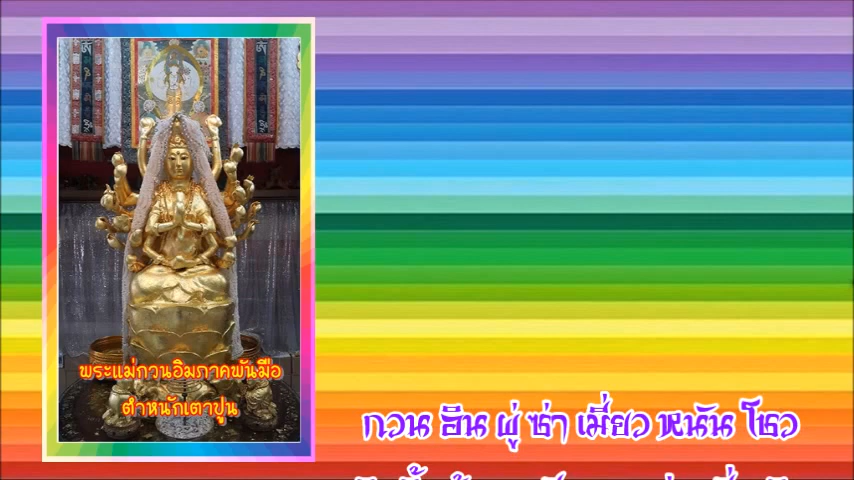 พระแม่กวนอิมภาคพันมือ
ตำหนักเตาปูน
กวน อิน ผู่ ซ่า เมี่ยว หนัน โชว